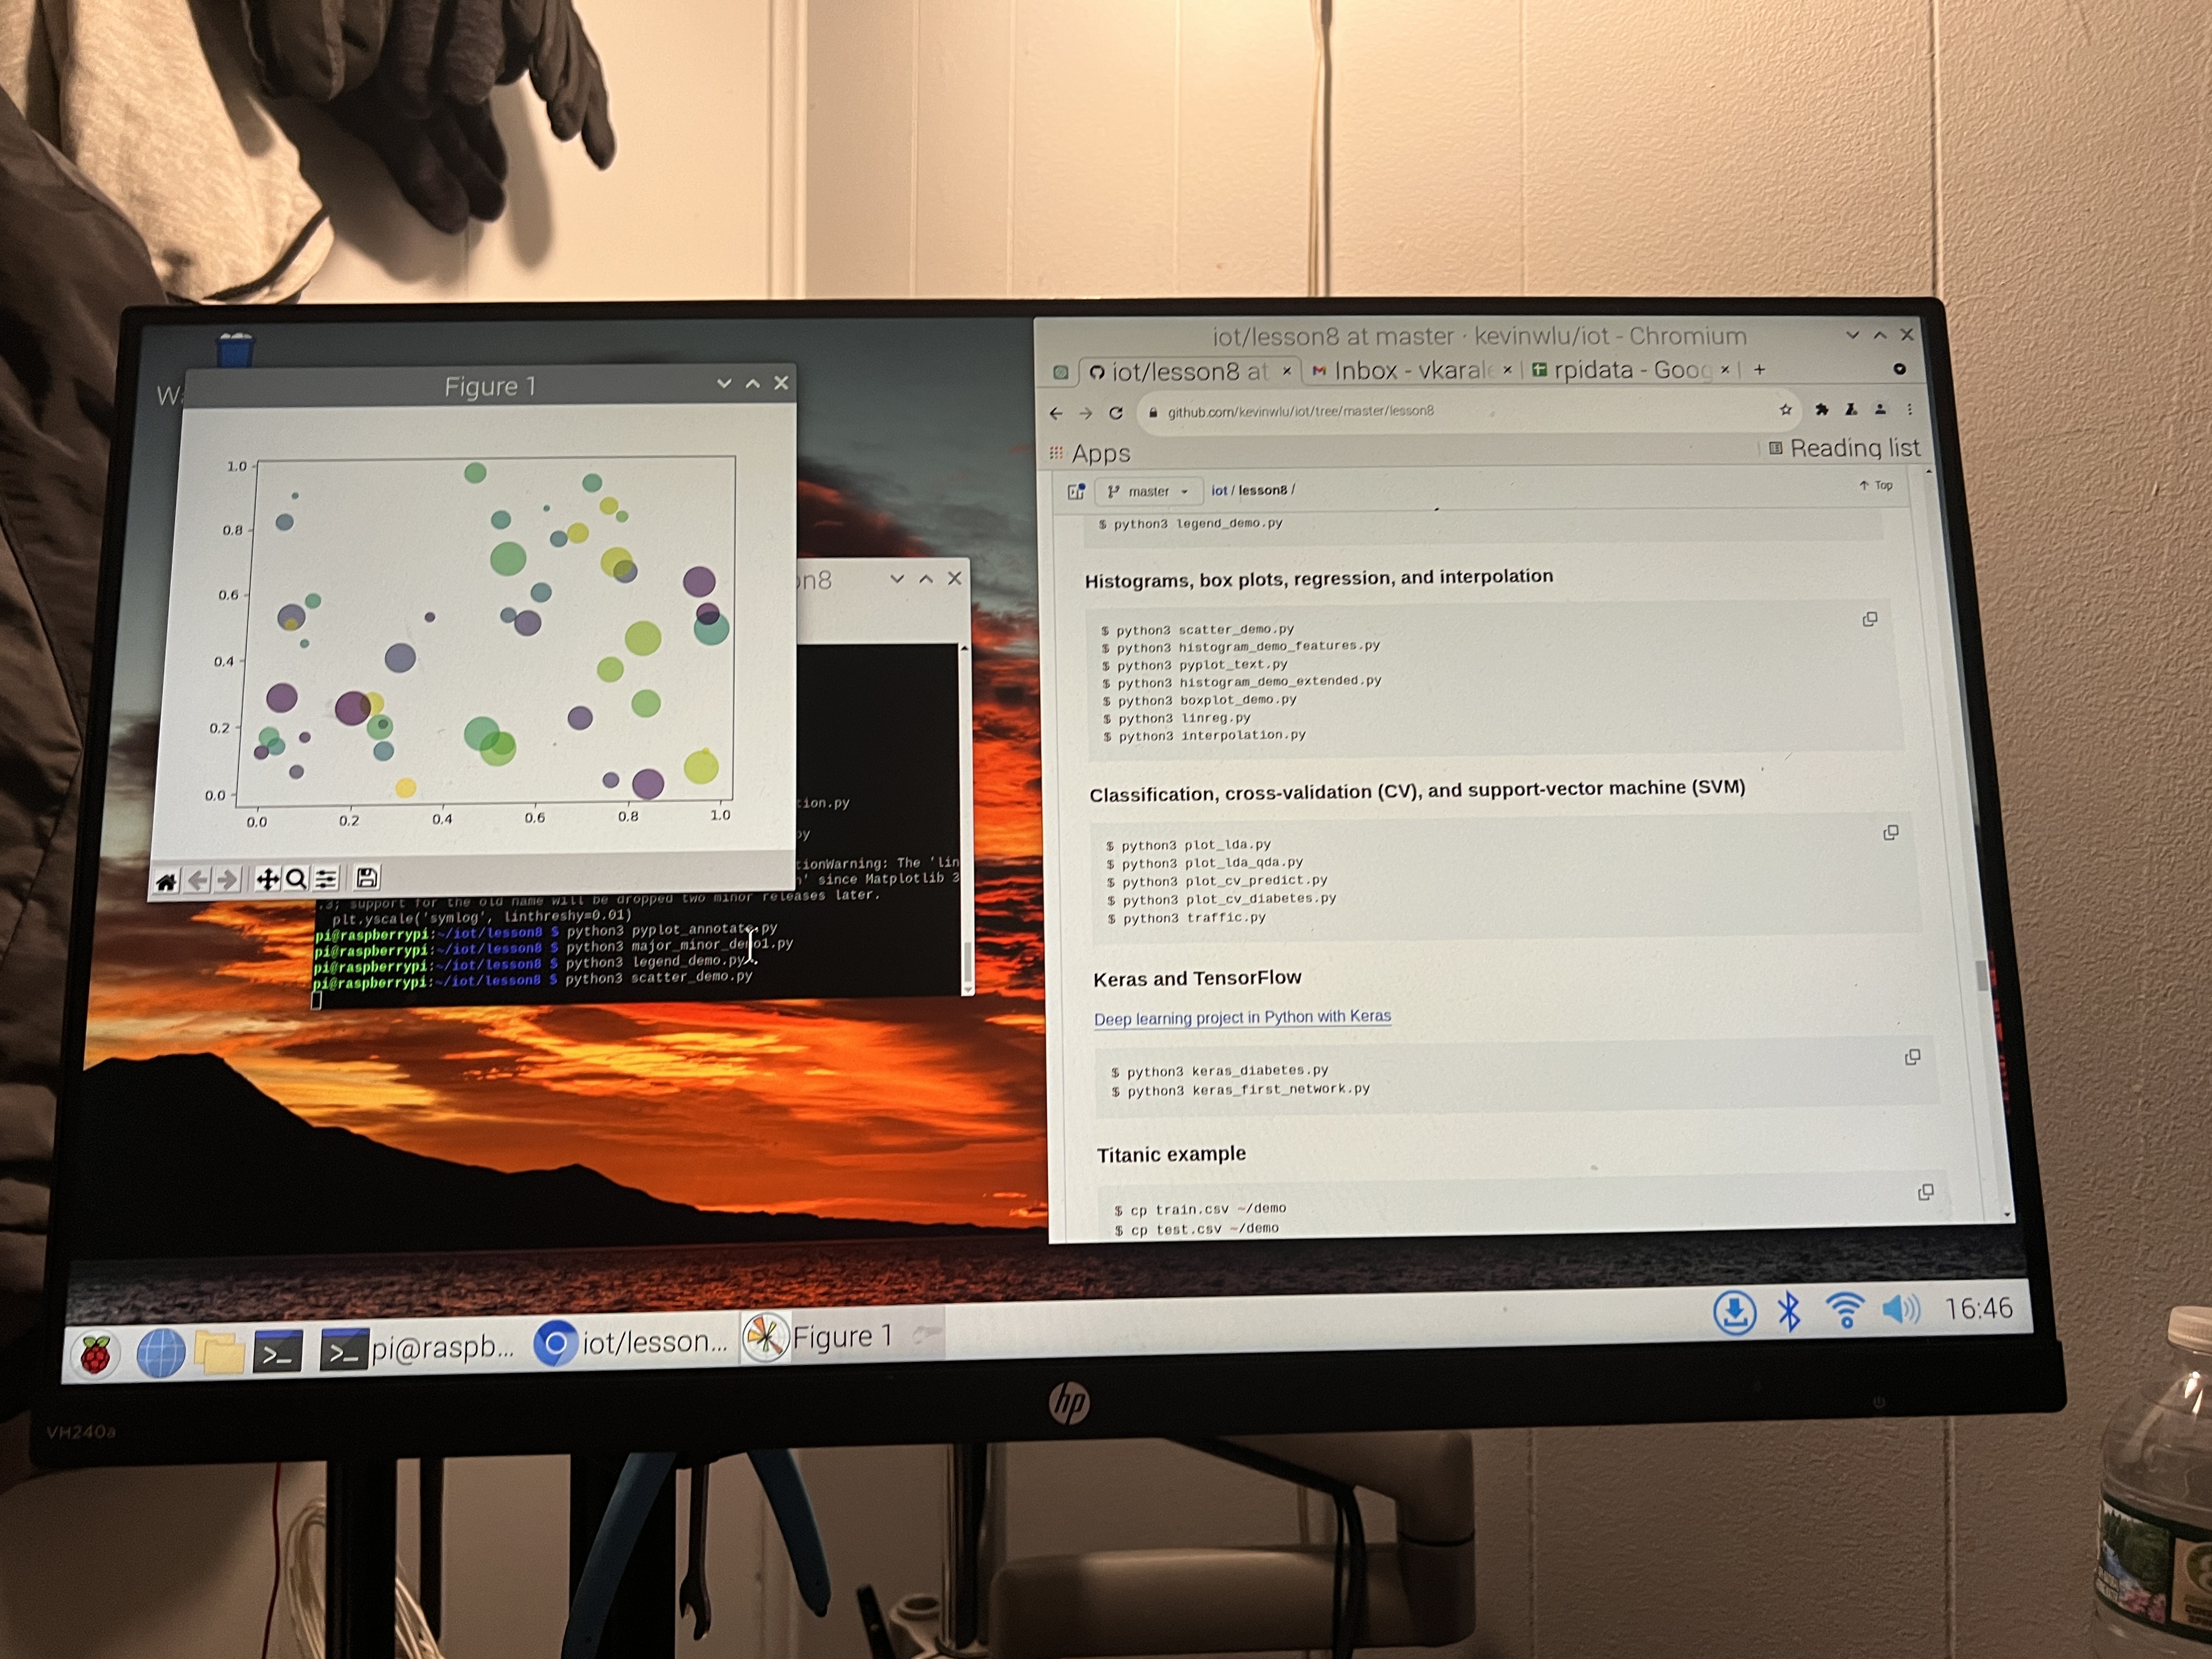 Figure 1
1.0
0.8
0.6
0.4
0.2
0.0
0.0 0.2 0.4 0.6 0.8 1.0
on8
tion.py
py
tionWarning: The 'lin
' since Matplotlib 3
.3; support for the old name will be dropped two minor releases later.
plt.yscale('symlog', linthreshy=0.01)
pi@raspberrypi:~/iot/lesson8 $ python3 pyplot_annotate.py
pi@raspberrypi:~/iot/lesson8 $ python3 major_minor_demo1.py
pi@raspberrypi:~/iot/lesson8 $ python3 legend_demo.py
pi@raspberrypi:~/iot/lesson8 $ python3 scatter_demo.py
iot/lesson8 at master · kevinwlu/iot - Chromium
iot/lesson8 at Inbox - vkarale rpidata - Goog
github.com/kevinwlu/iot/tree/master/lesson8
Apps Reading list
master iot / lesson8 / Top
$ python3 legend_demo.py
Histograms, box plots, regression, and interpolation
$ python3 scatter_demo.py
$ python3 histogram_demo_features.py
$ python3 pyplot_text.py
$ python3 histogram_demo_extended.py
$ python3 boxplot_demo.py
$ python3 linreg.py
$ python3 interpolation.py
Classification, cross-validation (CV), and support-vector machine (SVM)
$ python3 plot_lda.py
$ python3 plot_lda_qda.py
$ python3 plot_cv_predict.py
$ python3 plot_cv_diabetes.py
$ python3 traffic.py
Keras and TensorFlow
Deep learning project in Python with Keras
$ python3 keras_diabetes.py
$ python3 keras_first_network.py
Titanic example
$ cp train.csv ~/demo
$ cp test.csv ~/demo
pi@raspb... iot/lesson... Figure 1 16:46
hp
VH240a